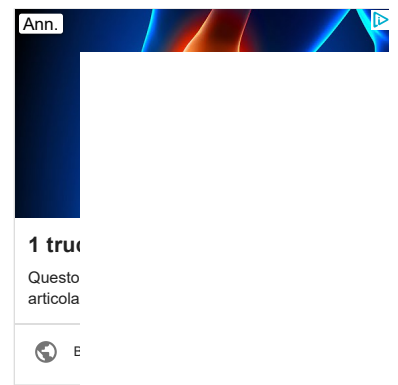 Ann.
1 truc
Questo
articola
B